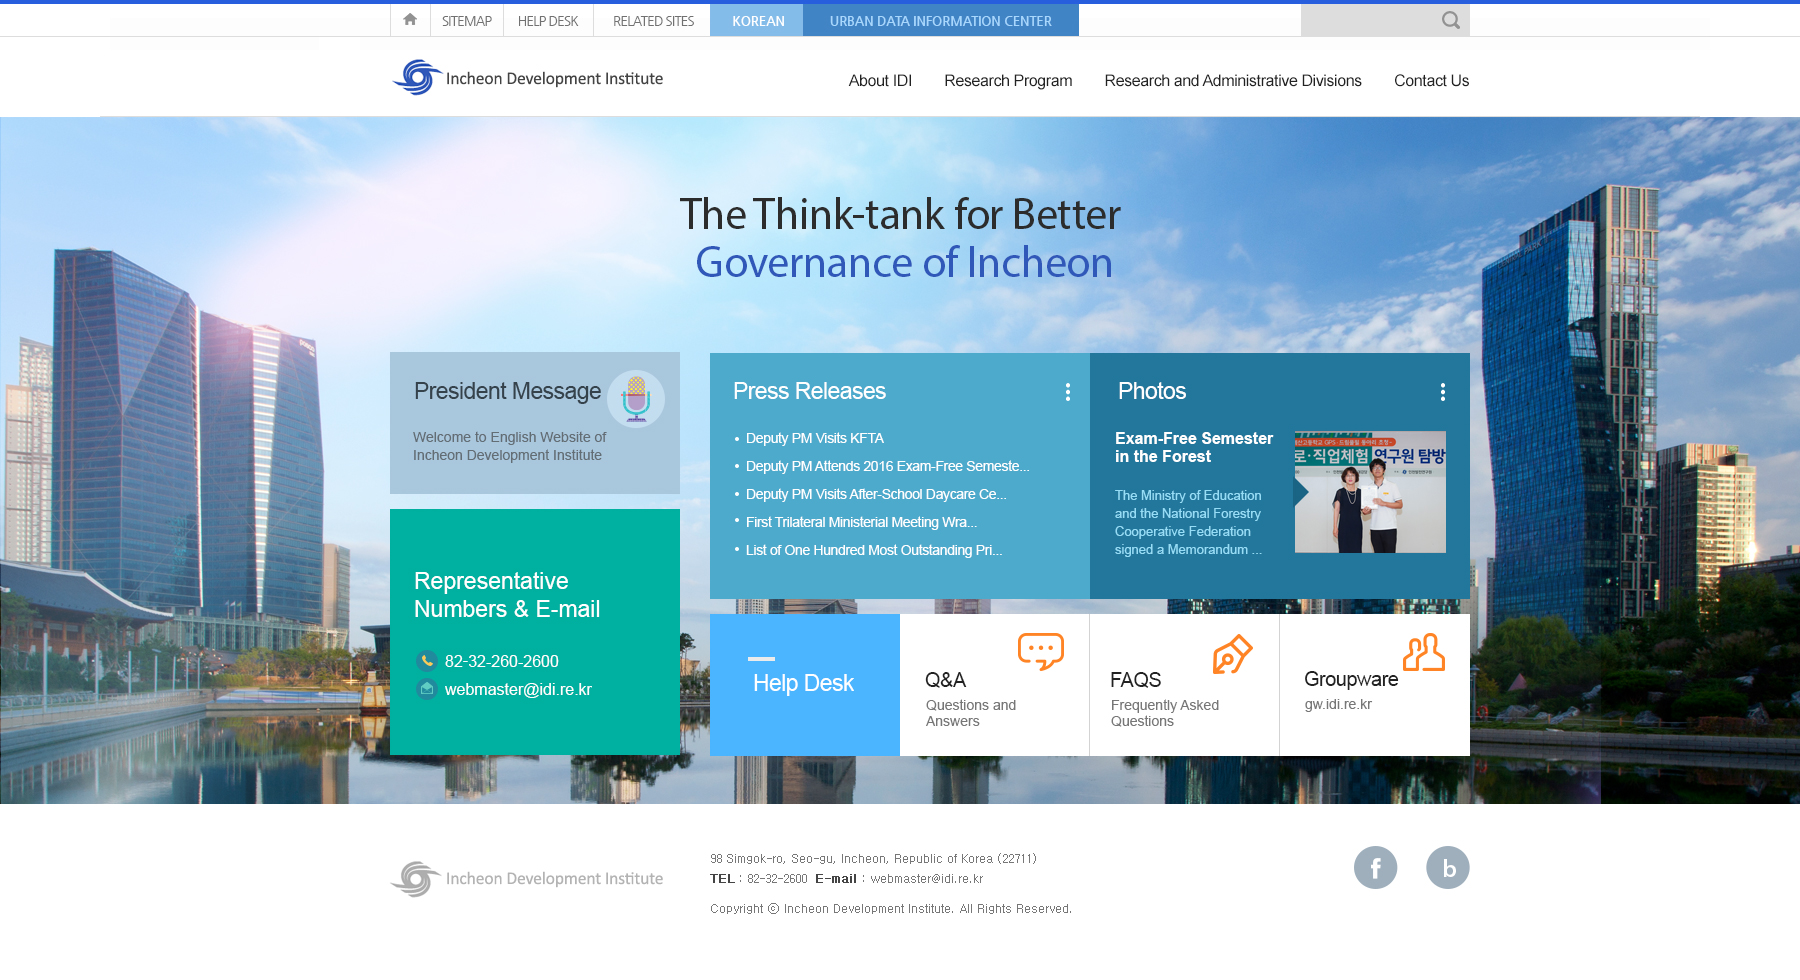 SITEMAP
HELP DESK
RELATED SITES
KOREAN
URBAN DATA INFORMATION CENTER
Incheon Development Institute
About IDI
Research Program
Research and Administrative Divisions
Contact Us
The Think-tank for Better
Governance of Incheon
President Message
Welcome to English Website of
Incheon Development Institute
Representative
Numbers & E-mail
82-32-260-2600
webmaster@idi.re.kr
Press Releases
Deputy PM Visits KFTA
Deputy PM Attends 2016 Exam-Free Semeste...
Deputy PM Visits After-School Daycare Ce...
First Trilateral Ministerial Meeting Wra...
List of One Hundred Most Outstanding Pri...
Photos
Exam-Free Semester
in the Forest
The Ministry of Education
and the National Forestry
Cooperative Federation
signed a Memorandum ...
로·직업체험 연구원 탐방
Help Desk
Q&A
Questions and
Answers
FAQS
Frequently Asked
Questions
Groupware
gw.idi.re.kr
Incheon Development Institute
98 Simgok-ro, Seo-gu, Incheon, Republic of Korea (22711)
TEL : 82-32-2600 E-mail : webmaster@idi.re.kr
Copyright ⓒ Incheon Development Institute. All Rights Reserved.
f
b